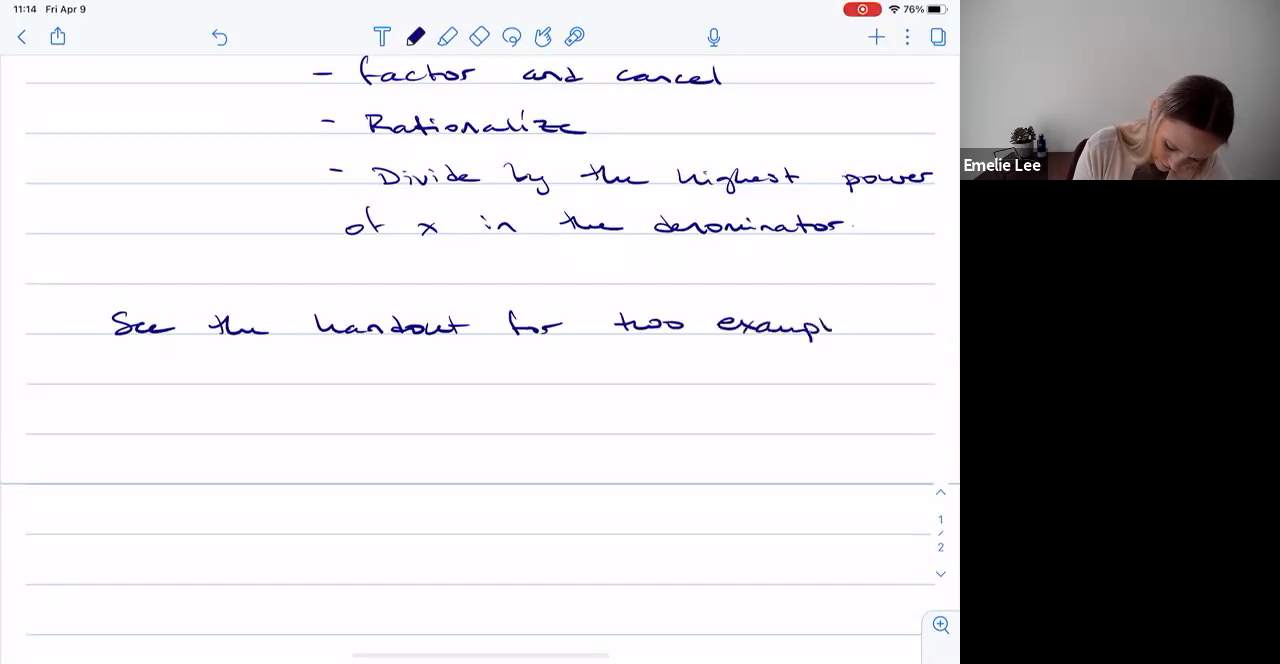 11:14 Fri Apr 9
76%
- factor and cancel
- Rationalize
- Divide by the highest power
of x in the denominator.
See the handout for two exampl
1
/
2
Emelie Lee